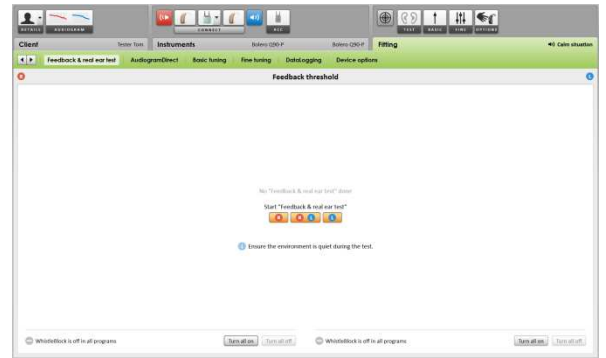 DETAILS AUDIOGRAM CONNECT ACC TEST BASIC FINE OPTIONS
Client Tester Tom Instruments Bolero Q90-P Bolero Q90-P Fitting Calm situation
Feedback & real ear test AudiogramDirect Basic tuning Fine tuning DataLogging Device options
R Feedback threshold L
No "Feedback & real ear test" done!
Start "Feedback & real ear test"
R R L L
Ensure the environment is quiet during the test.
WhistleBlock is off in all programs Turn all on Turn all off WhistleBlock is off in all programs Turn all on Turn all off